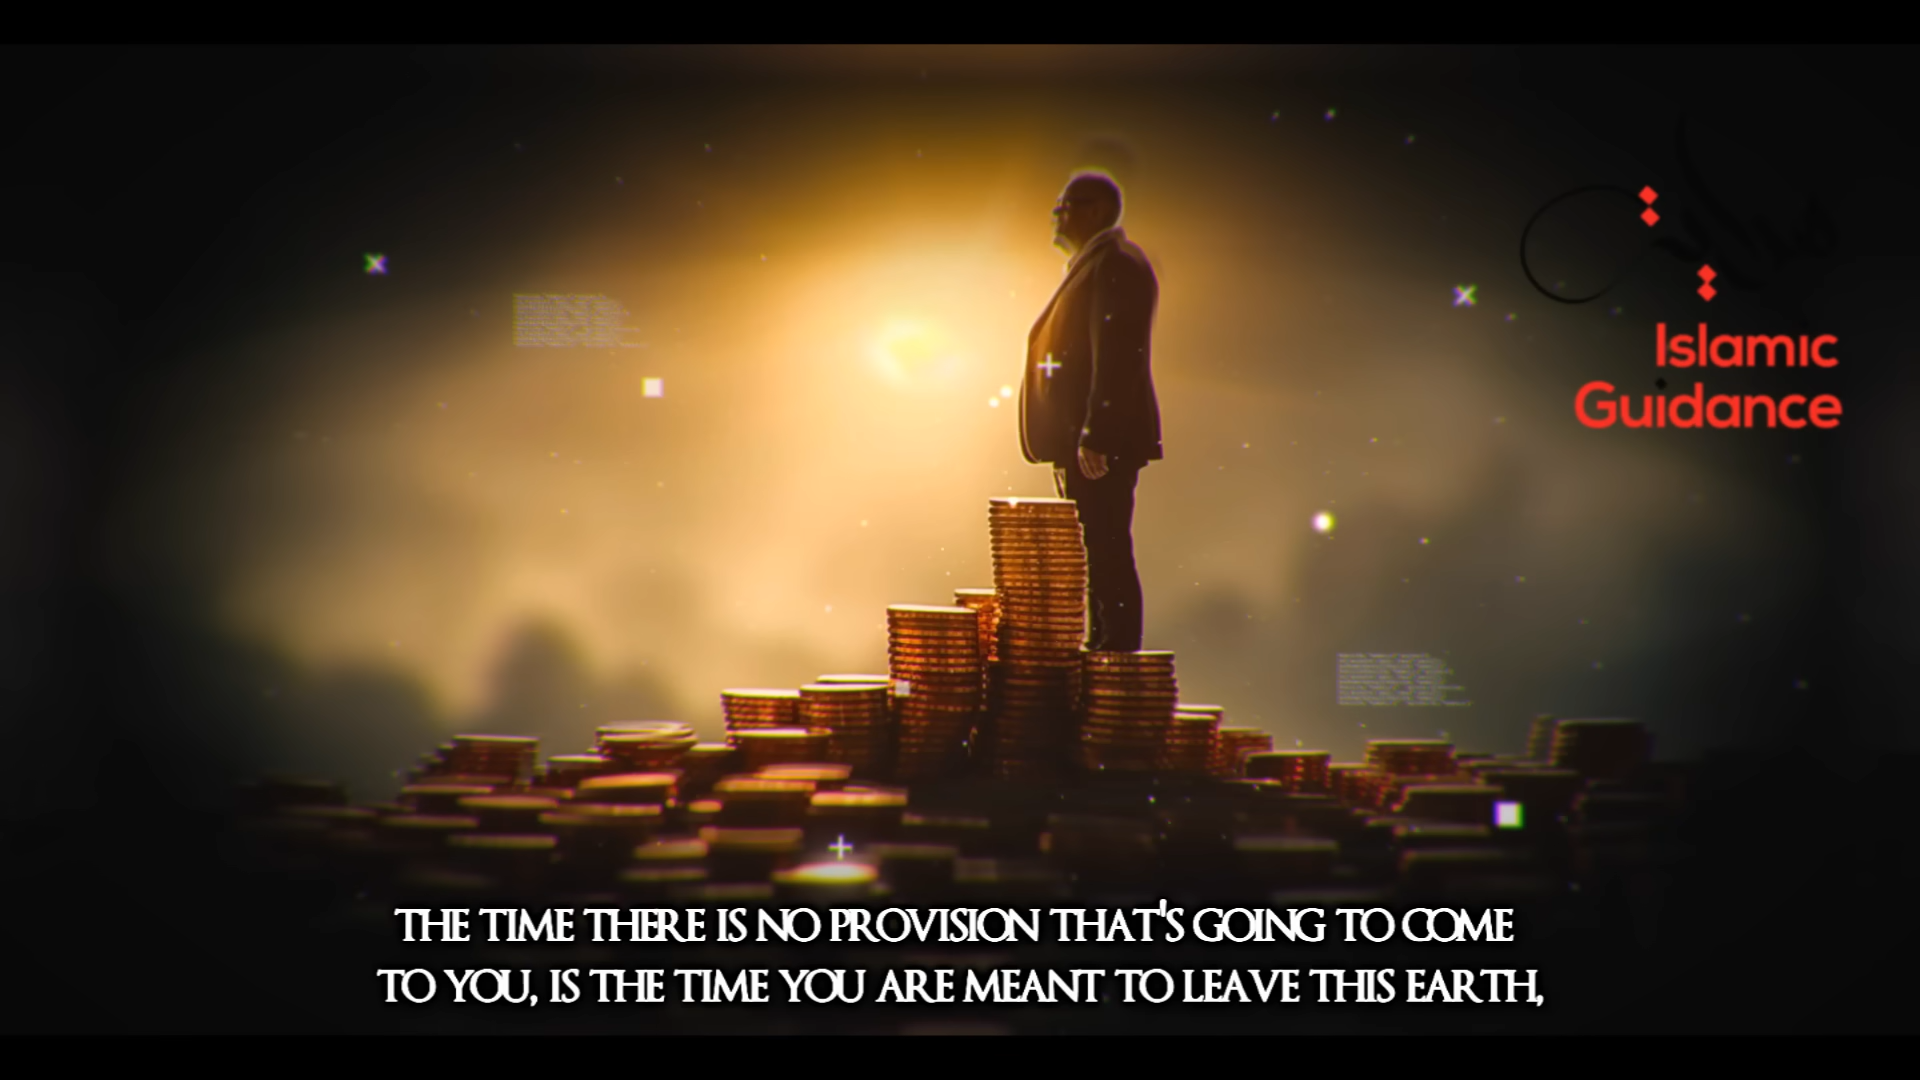 Islamic
Guidance
THE TIME THERE IS NO PROVISION THAT'S GOING TO COME
TO YOU, IS THE TIME YOU ARE MEANT TO LEAVE THIS EARTH,